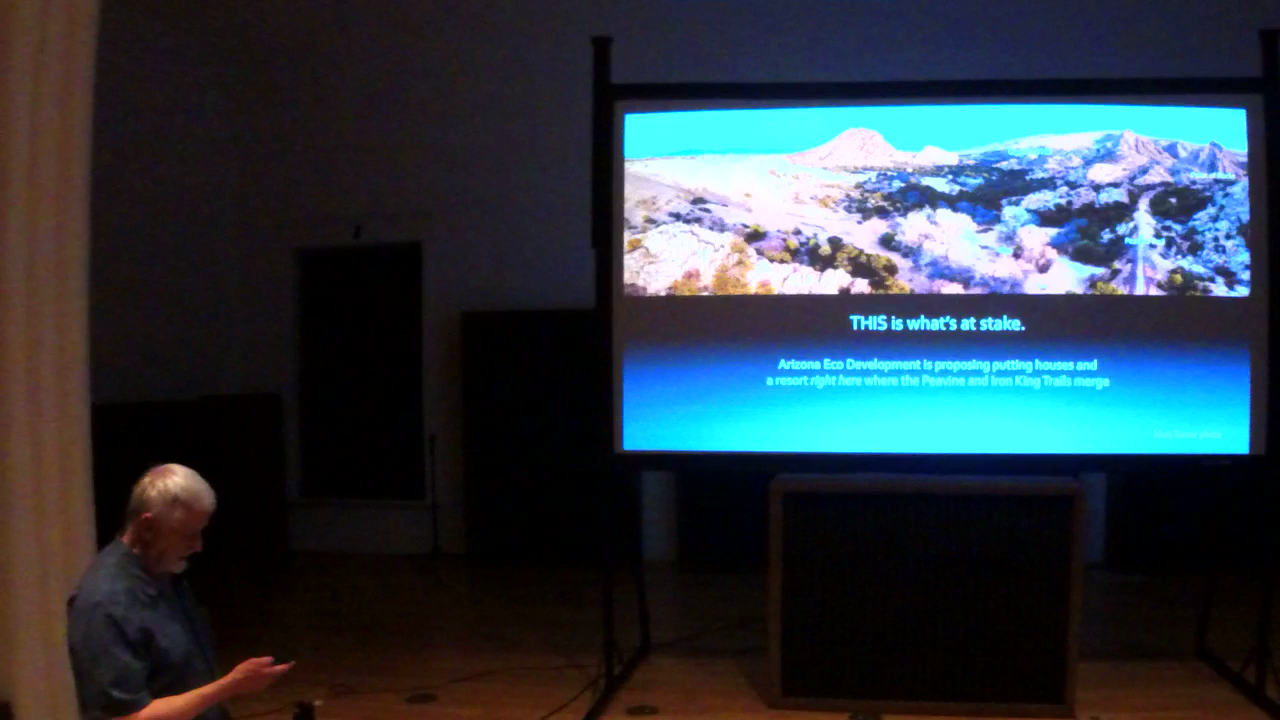 THIS is what's at stake.
Arizona Eco Development is proposing putting houses and
a resort right here where the Peavine and Iron King Trails merge